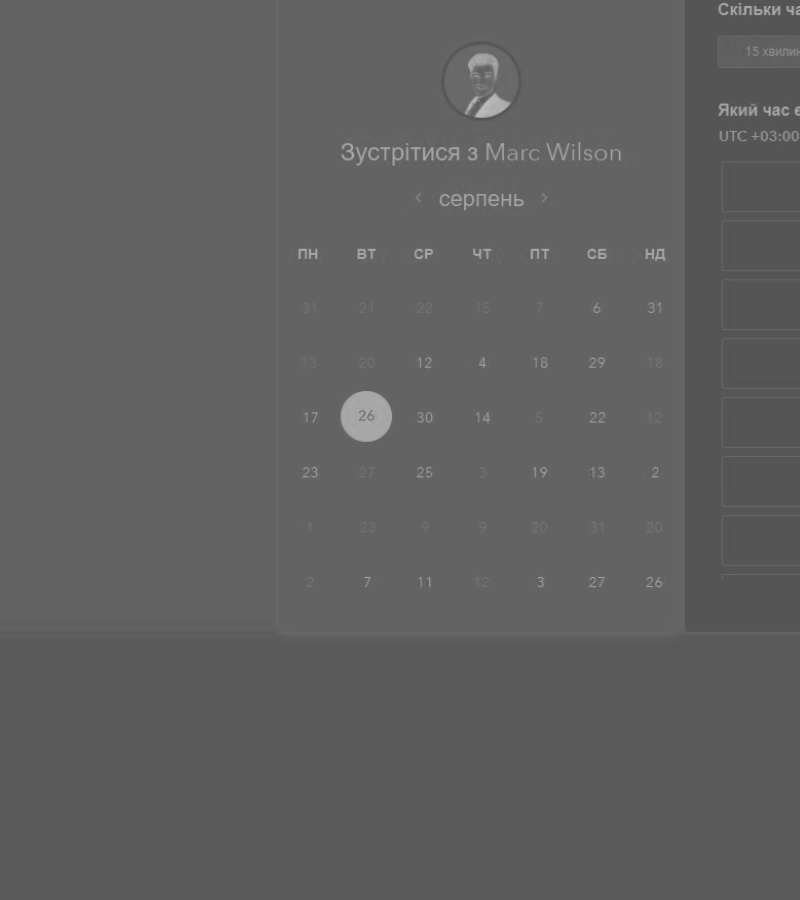 Скільки ча
15 хвилин
Який час є
UTC +03:00
Зустрітися з Marc Wilson
серпень
ПН ВТ СР ЧТ ПТ СБ НД
31 21 22 15 7 6 31
13 20 12 4 18 29 18
17 26 30 14 5 22 12
23 27 25 3 19 13 2
1 23 9 9 20 31 20
2 7 11 12 3 27 26